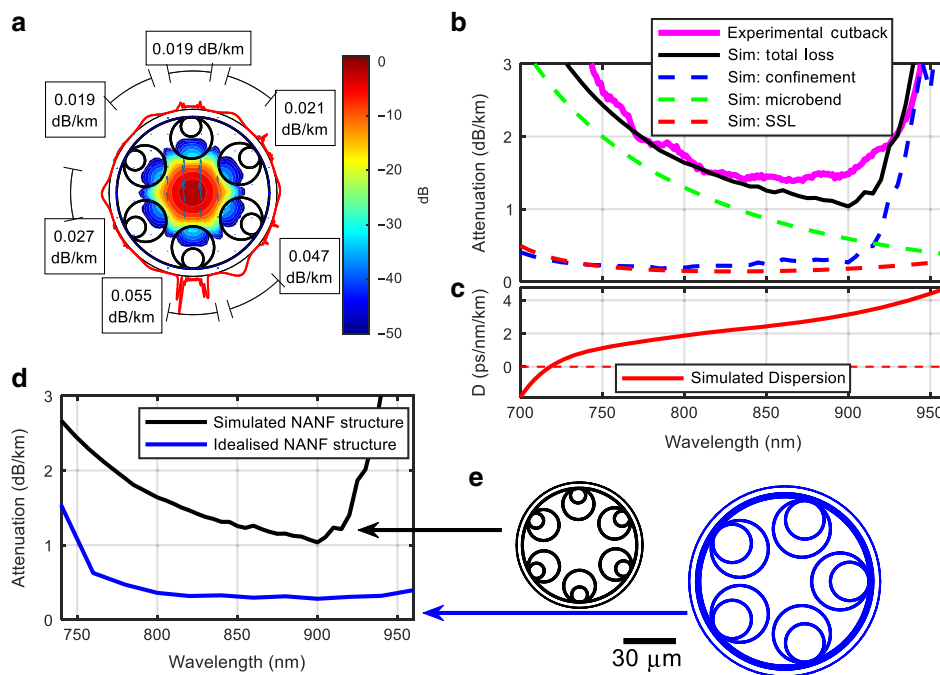 a
0.019 dB/km
0.019
dB/km
0.021
dB/km
0.027
dB/km
0.047
dB/km
0.055
dB/km
0
−10
−20
−30
−40
−50
dB
b
Experimental cutback
Sim: total loss
Sim: confinement
Sim: microbend
Sim: SSL
3
2
1
0
Attenuation (dB/km)
c
4
2
0
D (ps/nm/km)
Simulated Dispersion
700 750 800 850 900 950
Wavelength (nm)
d
3
2
1
0
Attenuation (dB/km)
Simulated NANF structure
Idealised NANF structure
750 800 850 900 950
Wavelength (nm)
e
30 μm